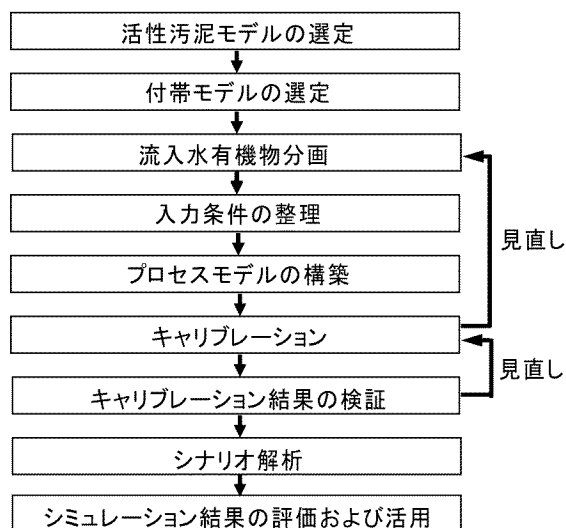 活性汚泥モデルの選定
付帯モデルの選定
流入水有機物分画
入力条件の整理
見直し
プロセスモデルの構築
キャリブレーション
見直し
キャリブレーション結果の検証
シナリオ解析
シミュレーション結果の評価および活用